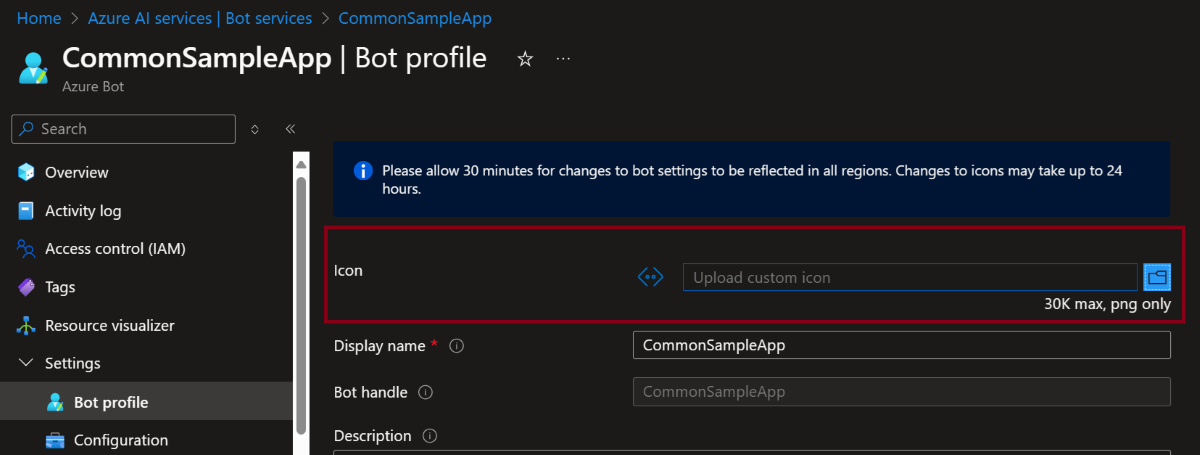 Home > Azure AI services | Bot services > CommonSampleApp
CommonSampleApp | Bot profile
Azure Bot
Search
Overview
Activity log
Access control (IAM)
Tags
Resource visualizer
Settings
Bot profile
Configuration
Please allow 30 minutes for changes to bot settings to be reflected in all regions. Changes to icons may take up to 24
hours.
Icon
Upload custom icon
30K max, png only
Display name *
CommonSampleApp
Bot handle
CommonSampleApp
Description